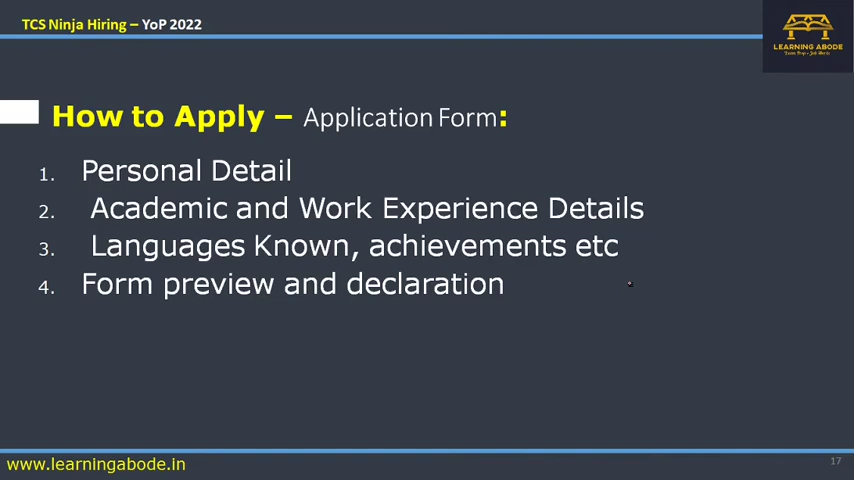 TCS Ninja Hiring – YoP 2022
LEARNING ABODE
How to Apply – Application Form:
1. Personal Detail
2. Academic and Work Experience Details
3. Languages Known, achievements etc
4. Form preview and declaration
www.learningabode.in
17